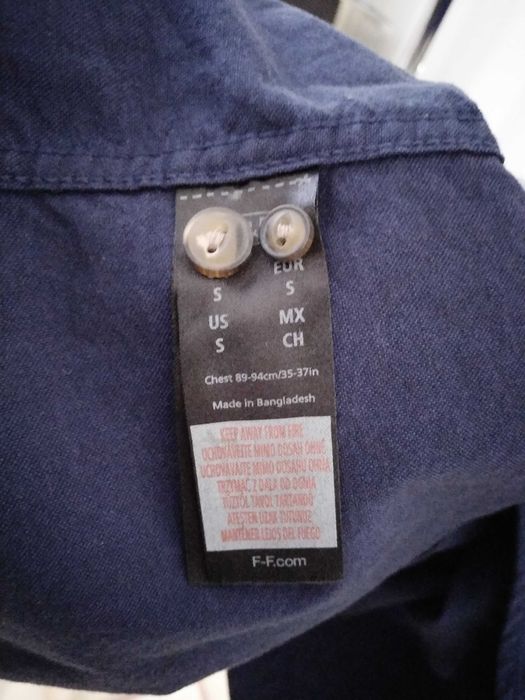 EUR
S S
US MX
S CH
Chest 89-94cm/35-37in
Made in Bangladesh
KEEP AWAY FROM FIRE
UCHOVÁVEJTE MIMO DOSAH OHNĚ
UCHOVÁVAJTE MIMO DOSAHU OHŇA
TRZYMAĆ Z DALA OD OGNIA
TŰZTŐL TÁVOL TARTANDÓ
ATEŞTEN UZAK TUTUNUZ
MANTENER LEJOS DEL FUEGO
F-F.com